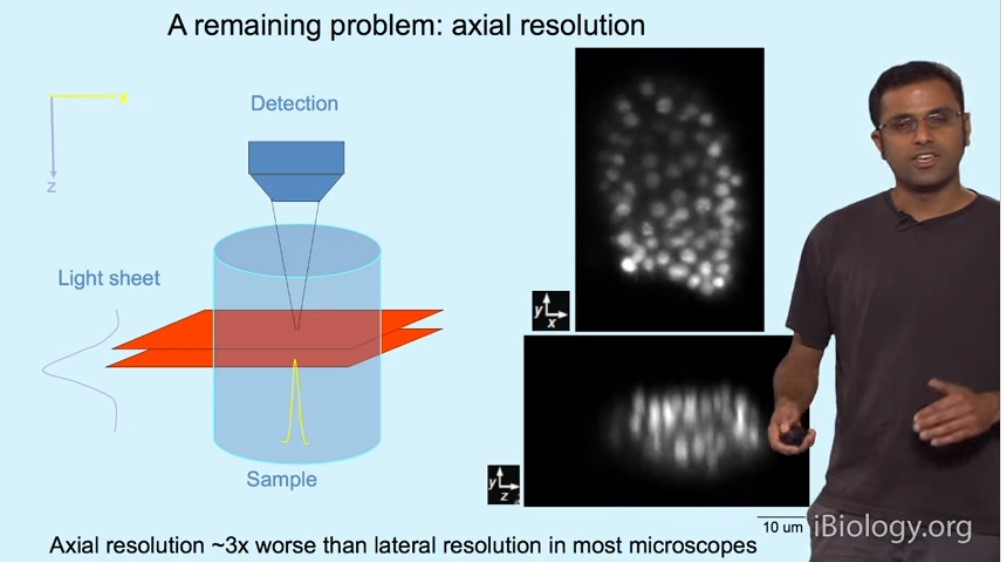 A remaining problem: axial resolution
x
z
Detection
Light sheet
Sample
y
x
y
z
10 um
iBiology.org
Axial resolution ~3x worse than lateral resolution in most microscopes